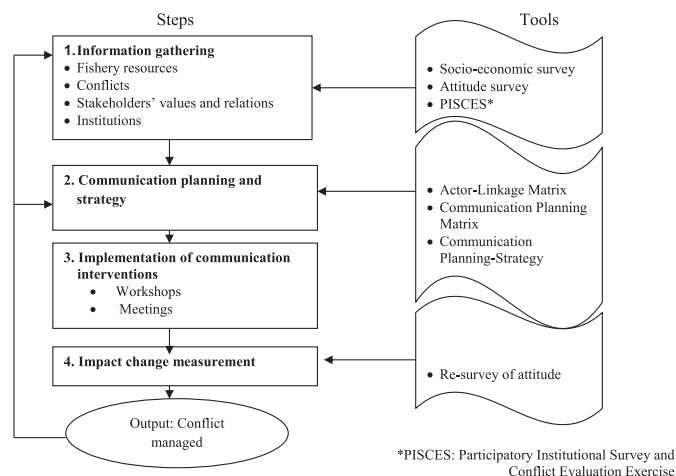 Steps
Tools
1. Information gathering
• Fishery resources
• Conflicts
• Stakeholders' values and relations
• Institutions
• Socio-economic survey
• Attitude survey
• PISCES*
2. Communication planning and
strategy
• Actor-Linkage Matrix
• Communication Planning
Matrix
• Communication
Planning-Strategy
3. Implementation of communication
interventions
• Workshops
• Meetings
4. Impact change measurement
• Re-survey of attitude
Output: Conflict
managed
*PISCES: Participatory Institutional Survey and
Conflict Evaluation Exercise